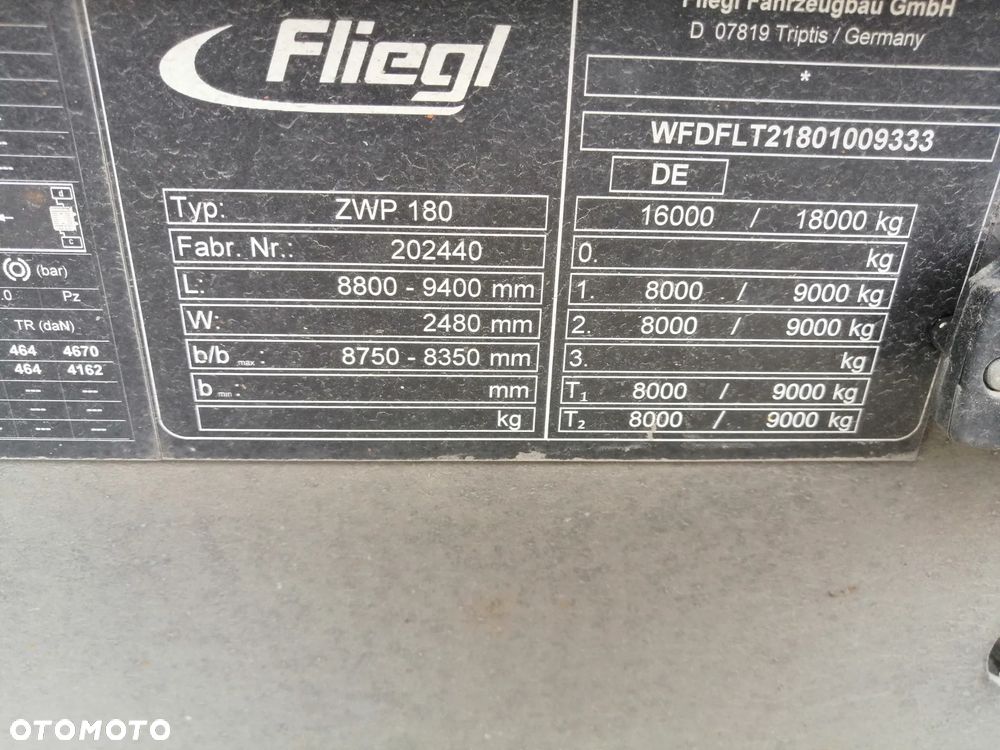 Fliegl
Fliegl Fahrzeugbau GmbH
D 07819 Triptis / Germany
*
WFDFLT21801009333
DE
Typ: ZWP 180
Fabr. Nr.: 202440
L: 8800 - 9400 mm
W: 2480 mm
b/b max : 8750 - 8350 mm
b min : mm
kg
16000 / 18000 kg
0. kg
1. 8000 / 9000 kg
2. 8000 / 9000 kg
3. kg
T₁ 8000 / 9000 kg
T₂ 8000 / 9000 kg
d
c
(bar)
.0 Pz
TR (daN)
464 4670
464 4162
--- ---
--- ---
--- ---
OTOMOTO